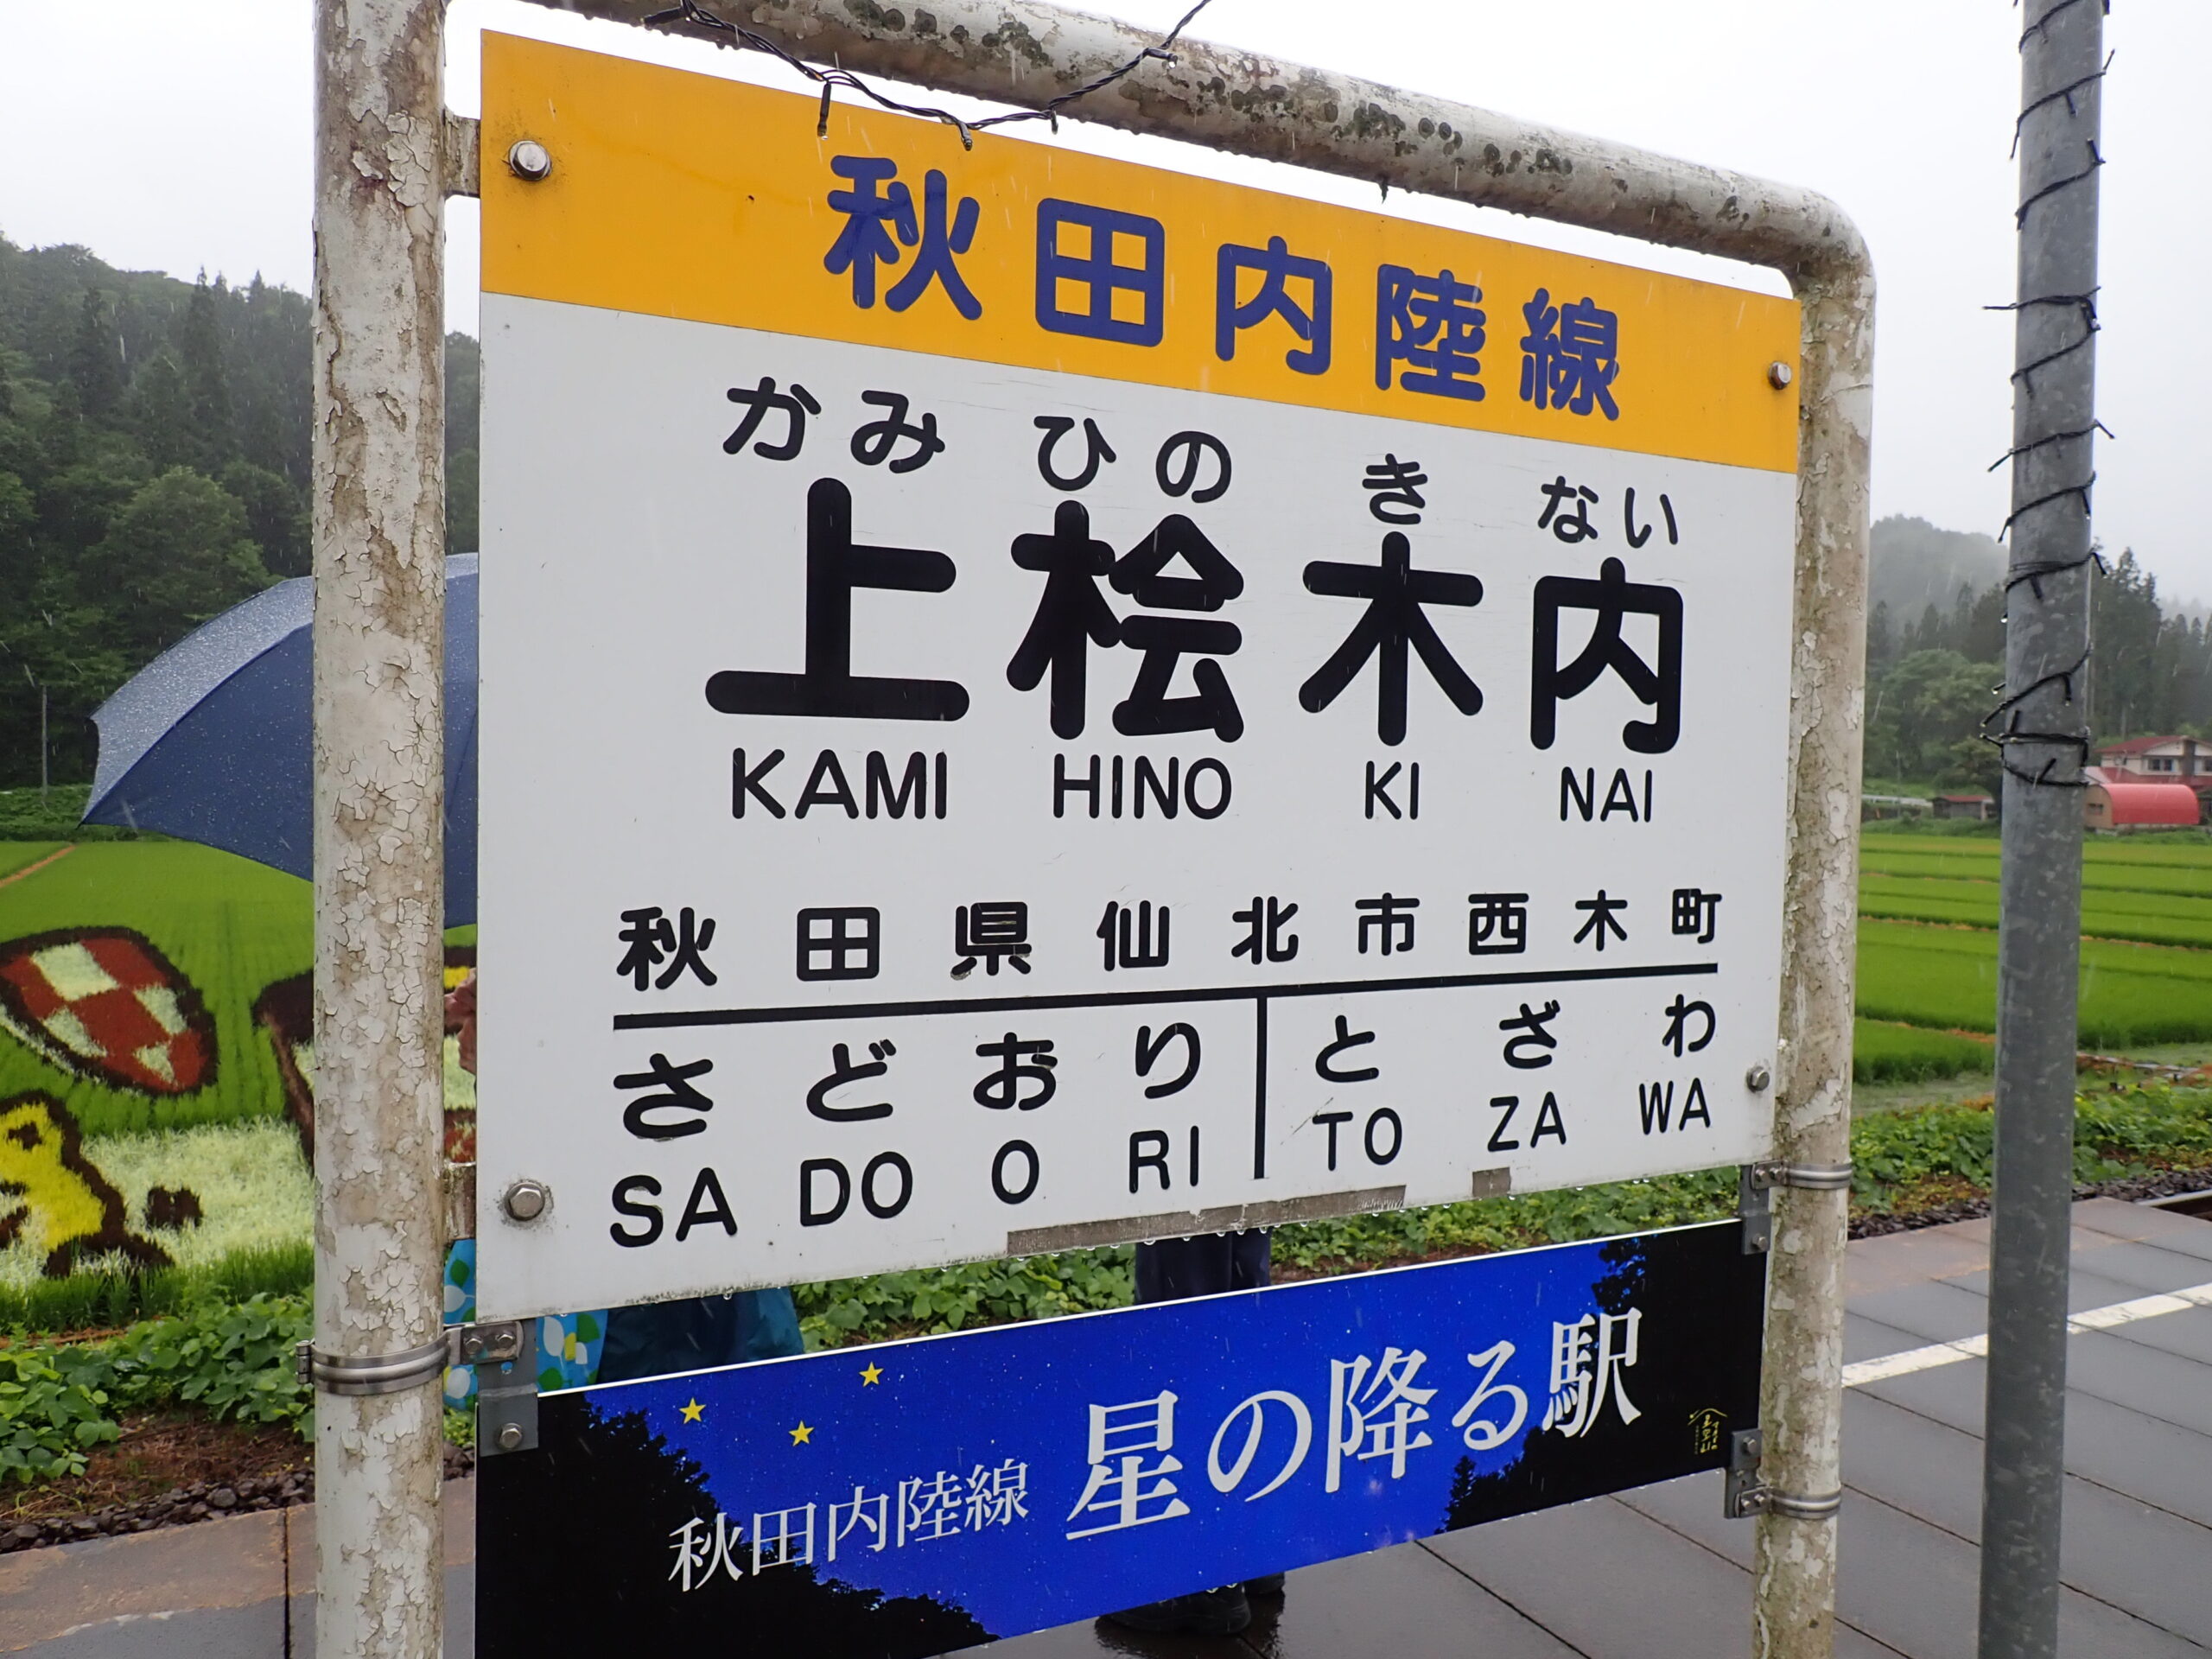 秋田内陸線
かみ ひの き ない
上桧木内
KAMI HINO KI NAI
秋田県仙北市西木町
さどおり とざわ
SA DO O RI TO ZA WA
秋田内陸線 星の降る駅